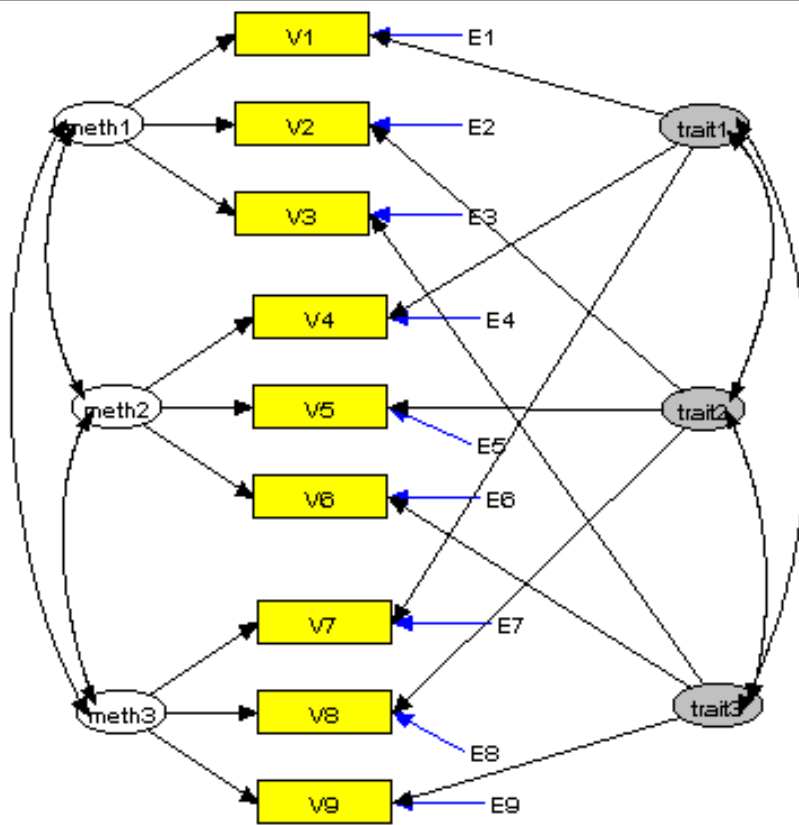 V1
E1
meth1
V2
E2
trait1
V3
E3
V4
E4
meth2
V5
E5
trait2
V6
E6
V7
E7
meth3
V8
E8
trait3
V9
E9